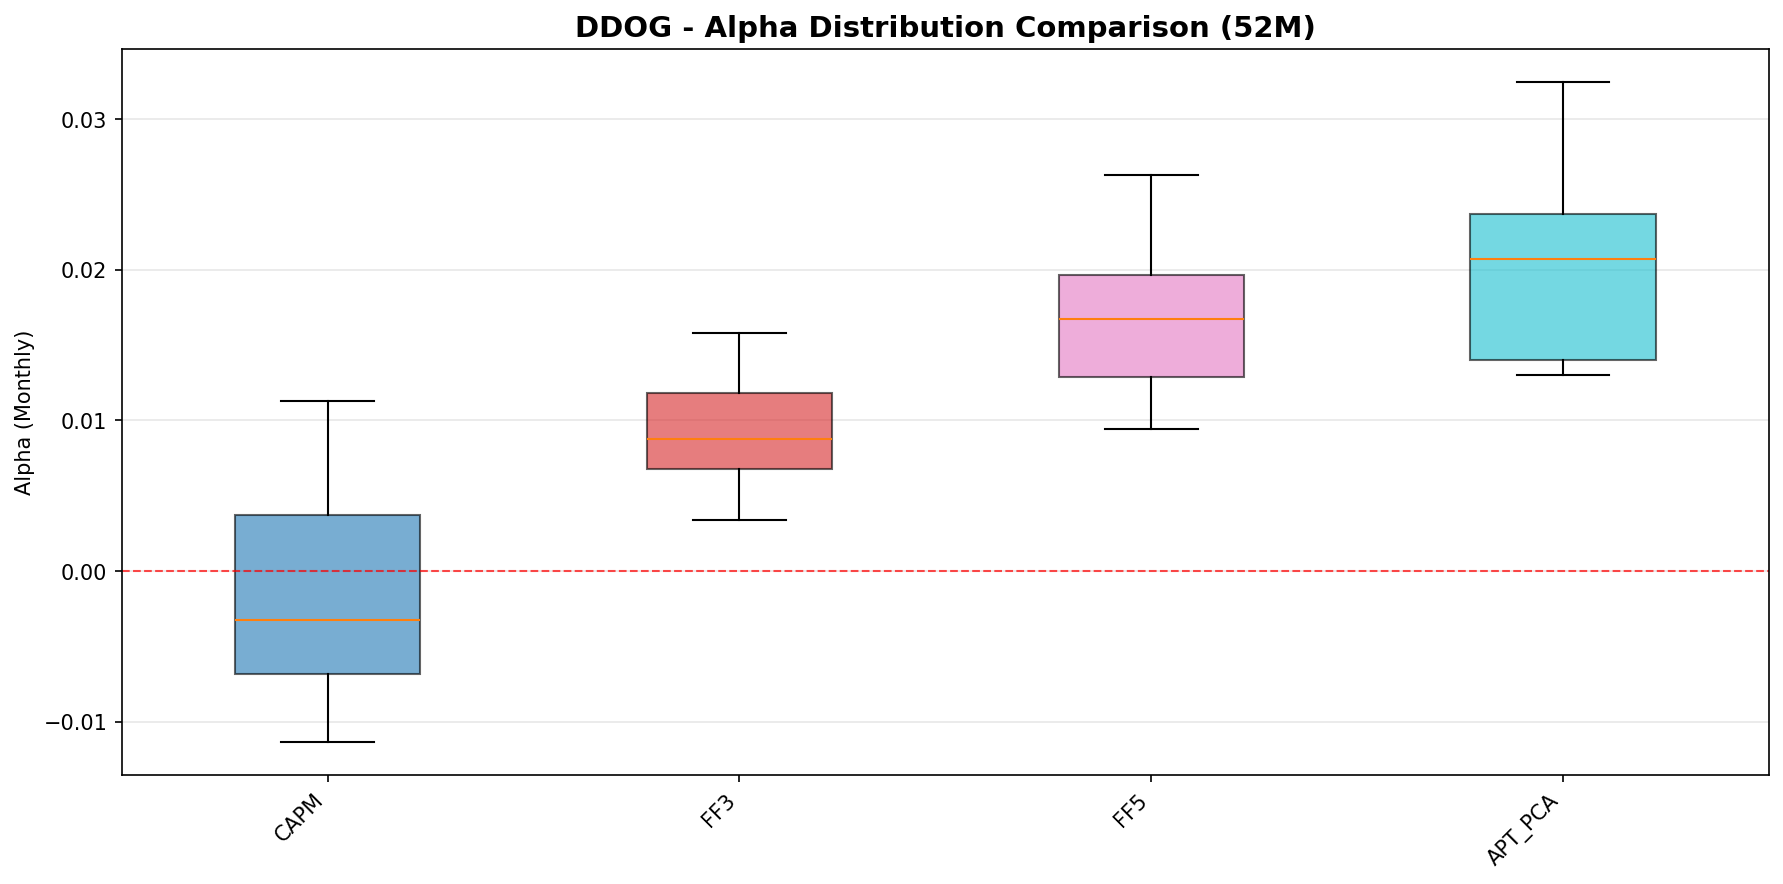 DDOG - Alpha Distribution Comparison (52M)
Alpha (Monthly)
0.03
0.02
0.01
0.00
−0.01
CAPM
FF3
FF5
APT_PCA